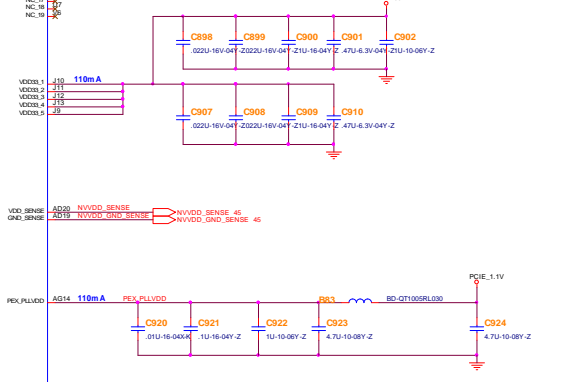 NC_18 D7
NC_19
C898 C899 C900 C901 C902
.022U-16V-04Y-Z .022U-16V-04Y-Z 1U-16-04Y-Z .47U-6.3V-04Y-Z 1U-10-06Y-Z
VDD33_1 J10 110mA
VDD33_2 J11
VDD33_3 J12
VDD33_4 J13
VDD33_5 J9
C907 C908 C909 C910
.022U-16V-04Y-Z .022U-16V-04Y-Z 1U-16-04Y-Z .47U-6.3V-04Y-Z
VDD_SENSE AD20 NVVDD_SENSE NVVDD_SENSE 45
GND_SENSE AD19 NVVDD_GND_SENSE NVVDD_GND_SENSE 45
PCIE_1.1V
PEX_PLLVDD AG14 110mA PEX_PLLVDD B83 BD-QT1005RL030
C920 C921 C922 C923 C924
.01U-16-04X-K .1U-16-04Y-Z 1U-10-06Y-Z 4.7U-10-08Y-Z 4.7U-10-08Y-Z